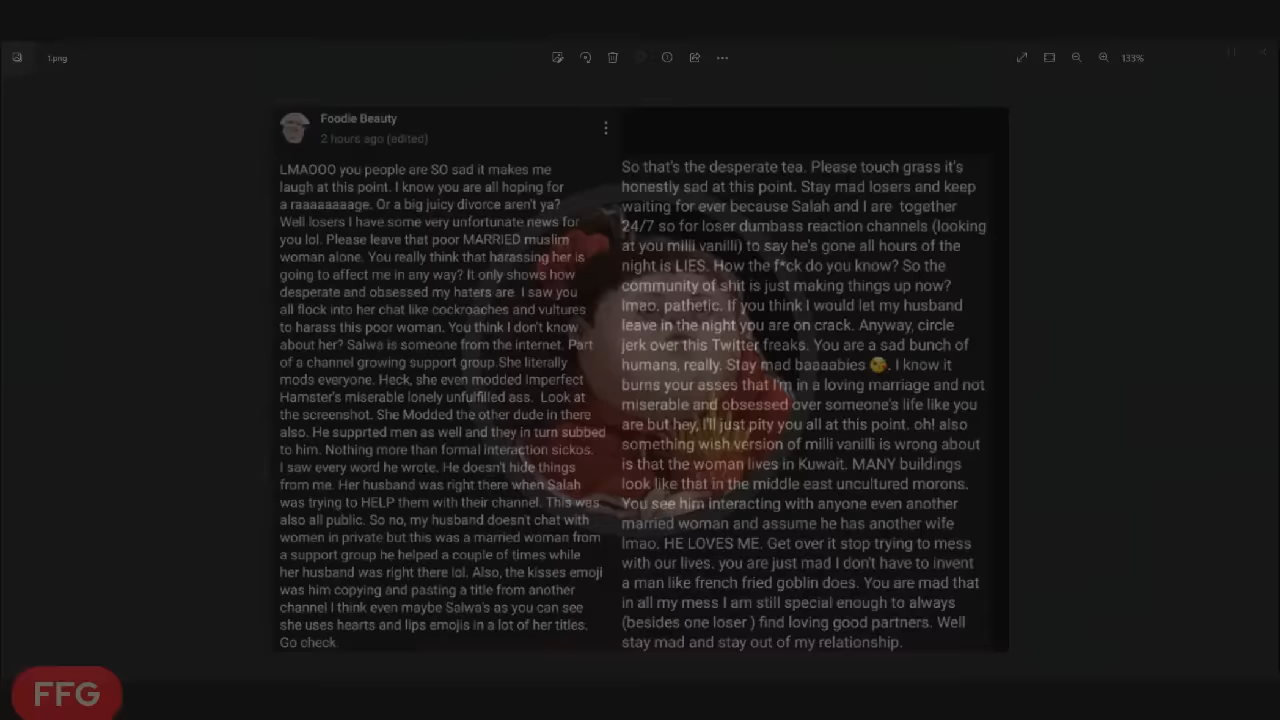 1.png
133%
Foodie Beauty
2 hours ago (edited)
LMAOOO you people are SO sad it makes me
laugh at this point. I know you are all hoping for
a raaaaaaaage. Or a big juicy divorce aren't ya?
Well losers I have some very unfortunate news for
you lol. Please leave that poor MARRIED muslim
woman alone. You really think that harassing her is
going to affect me in any way? It only shows how
desperate and obsessed my haters are. I saw you
all flock into her chat like cockroaches and vultures
to harass this poor woman. You think I don't know
about her? Salwa is someone from the internet. Part
of a channel growing support group.She literally
mods everyone. Heck, she even modded Imperfect
Hamster's miserable lonely unfulfilled ass. Look at
the screenshot. She Modded the other dude in there
also. He supprted men as well and they in turn subbed
to him. Nothing more than formal interaction sickos.
I saw every word he wrote. He doesn't hide things
from me. Her husband was right there when Salah
was trying to HELP them with their channel. This was
also all public. So no, my husband doesn't chat with
women in private but this was a married woman from
a support group he helped a couple of times while
her husband was right there lol. Also, the kisses emoji
was him copying and pasting a title from another
channel I think even maybe Salwa's as you can see
she uses hearts and lips emojis in a lot of her titles.
Go check.
So that's the desperate tea. Please touch grass it's
honestly sad at this point. Stay mad losers and keep
waiting for ever because Salah and I are together
24/7 so for loser dumbass reaction channels (looking
at you milli vanilli) to say he's gone all hours of the
night is LIES. How the f*ck do you know? So the
community of shit is just making things up now?
lmao. pathetic. If you think I would let my husband
leave in the night you are on crack. Anyway, circle
jerk over this Twitter freaks. You are a sad bunch of
humans, really. Stay mad baaaabies 😘. I know it
burns your asses that I'm in a loving marriage and not
miserable and obsessed over someone's life like you
are but hey, I'll just pity you all at this point. oh! also
something wish version of milli vanilli is wrong about
is that the woman lives in Kuwait. MANY buildings
look like that in the middle east uncultured morons.
You see him interacting with anyone even another
married woman and assume he has another wife
lmao. HE LOVES ME. Get over it stop trying to mess
with our lives. you are just mad I don't have to invent
a man like french fried goblin does. You are mad that
in all my mess I am still special enough to always
(besides one loser ) find loving good partners. Well
stay mad and stay out of my relationship.
FFG